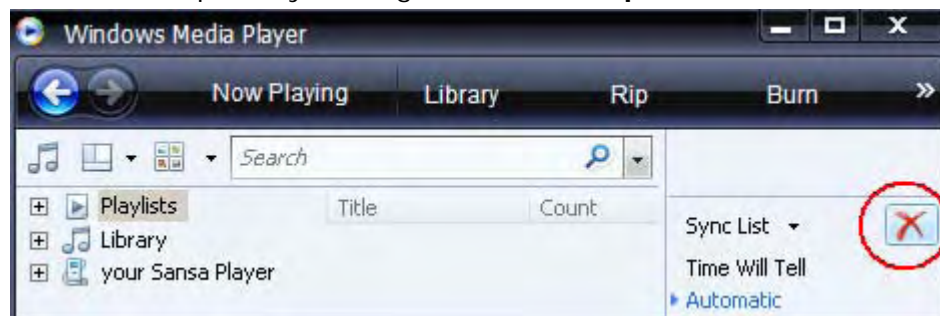 Windows Media Player
Now Playing Library Rip Burn »
Search
Playlists Title Count
Library
your Sansa Player
Sync List
Time Will Tell
Automatic